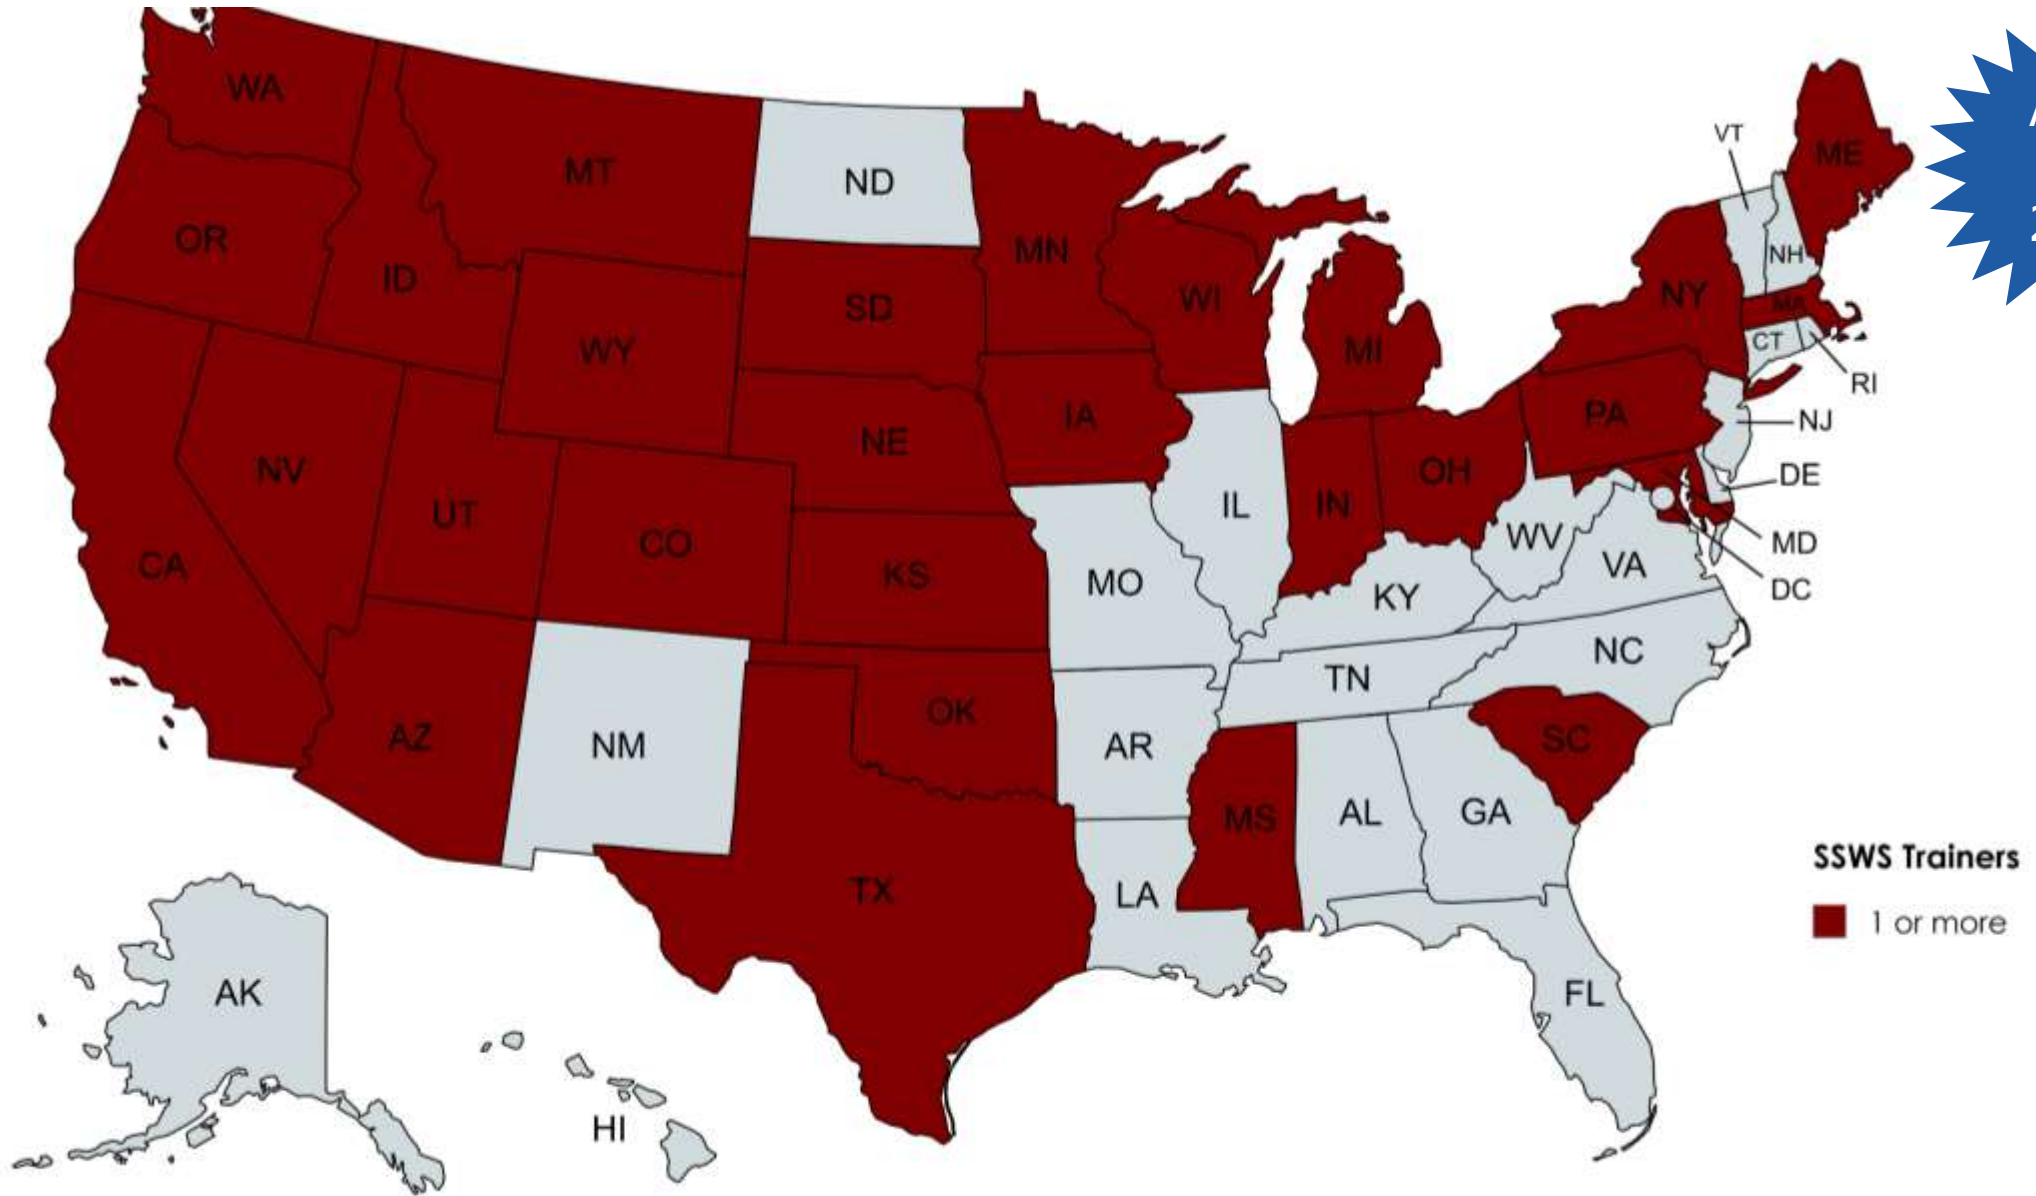 WA
MT
ND
VT
ME
OR
ID
MN
NH
SD
WI
NY
MA
WY
MI
CT
RI
IA
PA
NJ
NE
NV
OH
DE
UT
IL
IN
CO
WV
MD
CA
KS
MO
VA
DC
KY
NC
TN
OK
AZ
NM
AR
SC
MS
AL
GA
SSWS Trainers
TX
LA
1 or more
AK
FL
HI